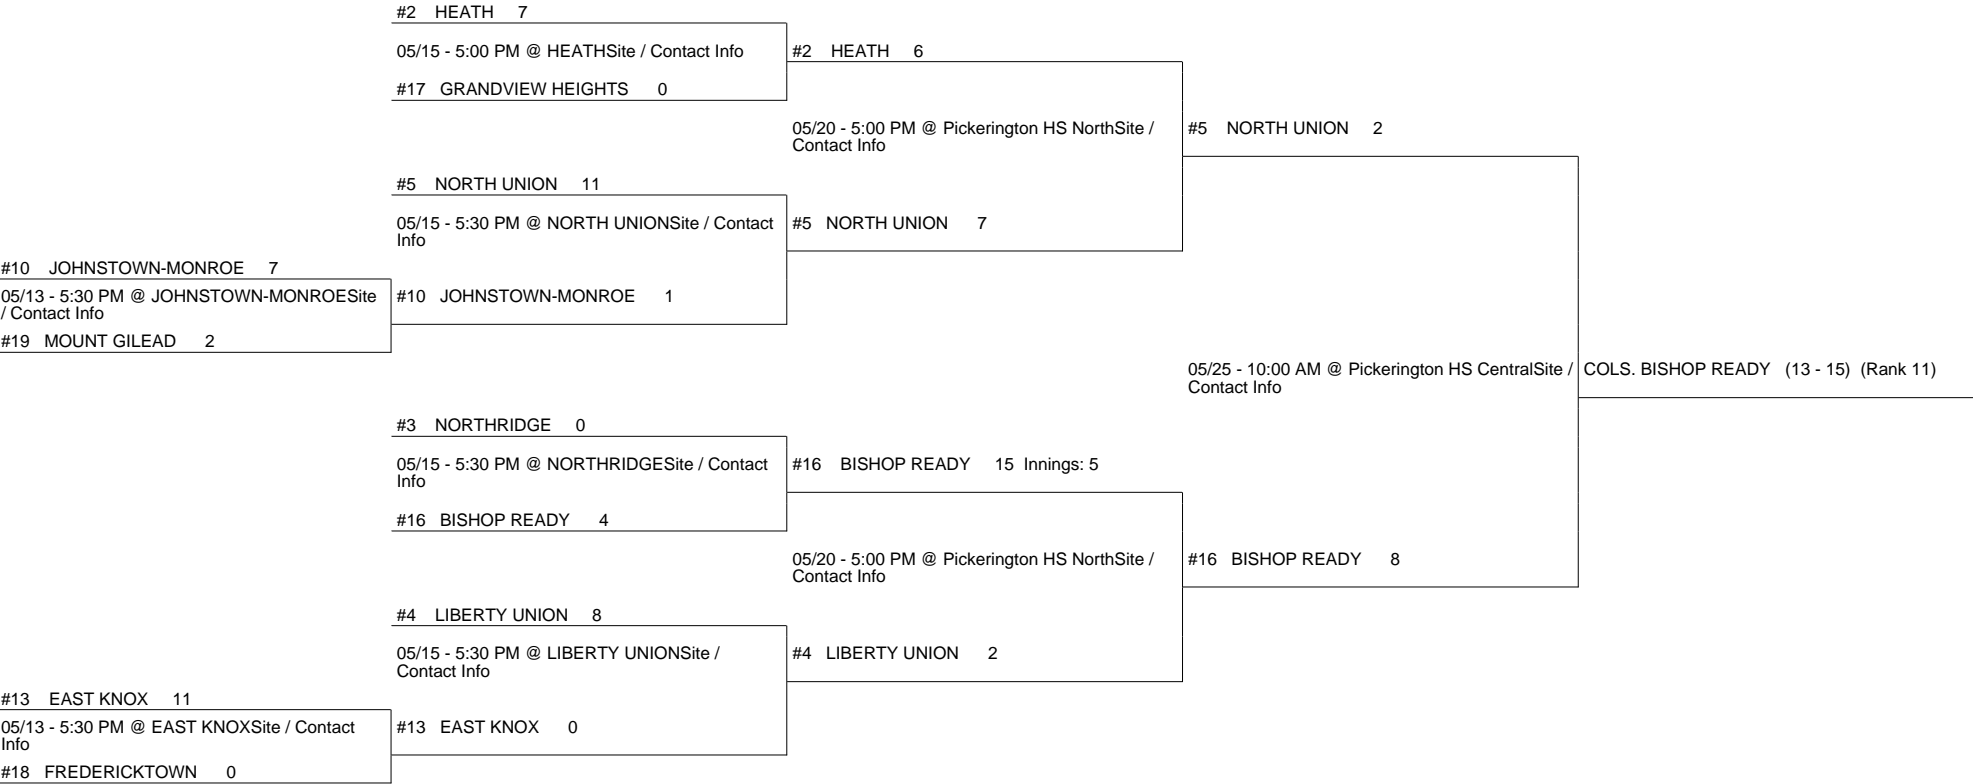 #2 HEATH 7
05/15 - 5:00 PM @ HEATHSite / Contact Info
#2 HEATH 6
#17 GRANDVIEW HEIGHTS 0
05/20 - 5:00 PM @ Pickerington HS NorthSite /
Contact Info
#5 NORTH UNION 2
#5 NORTH UNION 11
05/15 - 5:30 PM @ NORTH UNIONSite / Contact
Info
#5 NORTH UNION 7
#10 JOHNSTOWN-MONROE 7
05/13 - 5:30 PM @ JOHNSTOWN-MONROESite
/ Contact Info
#10 JOHNSTOWN-MONROE 1
#19 MOUNT GILEAD 2
05/25 - 10:00 AM @ Pickerington HS CentralSite /
Contact Info
COLS. BISHOP READY (13 - 15) (Rank 11)
#3 NORTHRIDGE 0
05/15 - 5:30 PM @ NORTHRIDGESite / Contact
Info
#16 BISHOP READY 15 Innings: 5
#16 BISHOP READY 4
05/20 - 5:00 PM @ Pickerington HS NorthSite /
Contact Info
#16 BISHOP READY 8
#4 LIBERTY UNION 8
05/15 - 5:30 PM @ LIBERTY UNIONSite /
Contact Info
#4 LIBERTY UNION 2
#13 EAST KNOX 11
05/13 - 5:30 PM @ EAST KNOXSite / Contact
Info
#13 EAST KNOX 0
#18 FREDERICKTOWN 0